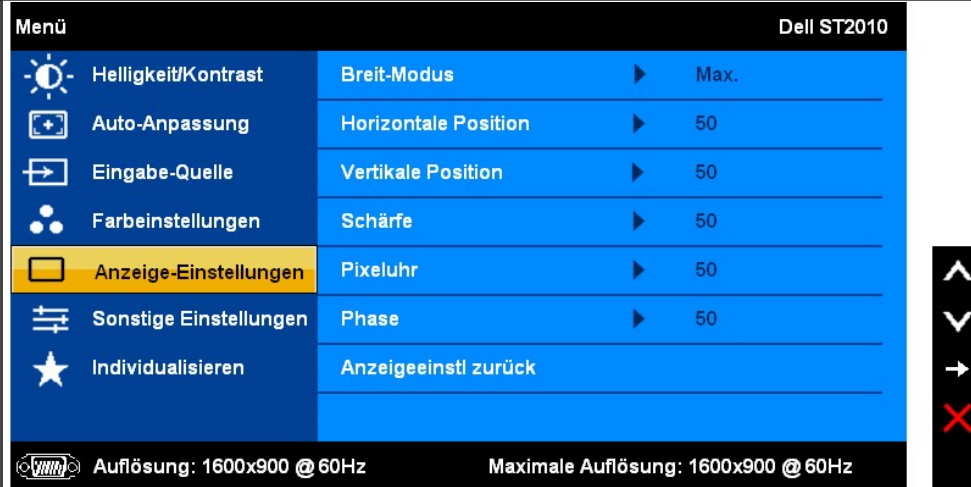 Menü Dell ST2010
Helligkeit/Kontrast Breit-Modus Max.
Auto-Anpassung Horizontale Position 50
Eingabe-Quelle Vertikale Position 50
Farbeinstellungen Schärfe 50
Anzeige-Einstellungen Pixeluhr 50
Sonstige Einstellungen Phase 50
Individualisieren Anzeigeeinstl zurück
Auflösung: 1600x900 @ 60Hz Maximale Auflösung: 1600x900 @ 60Hz